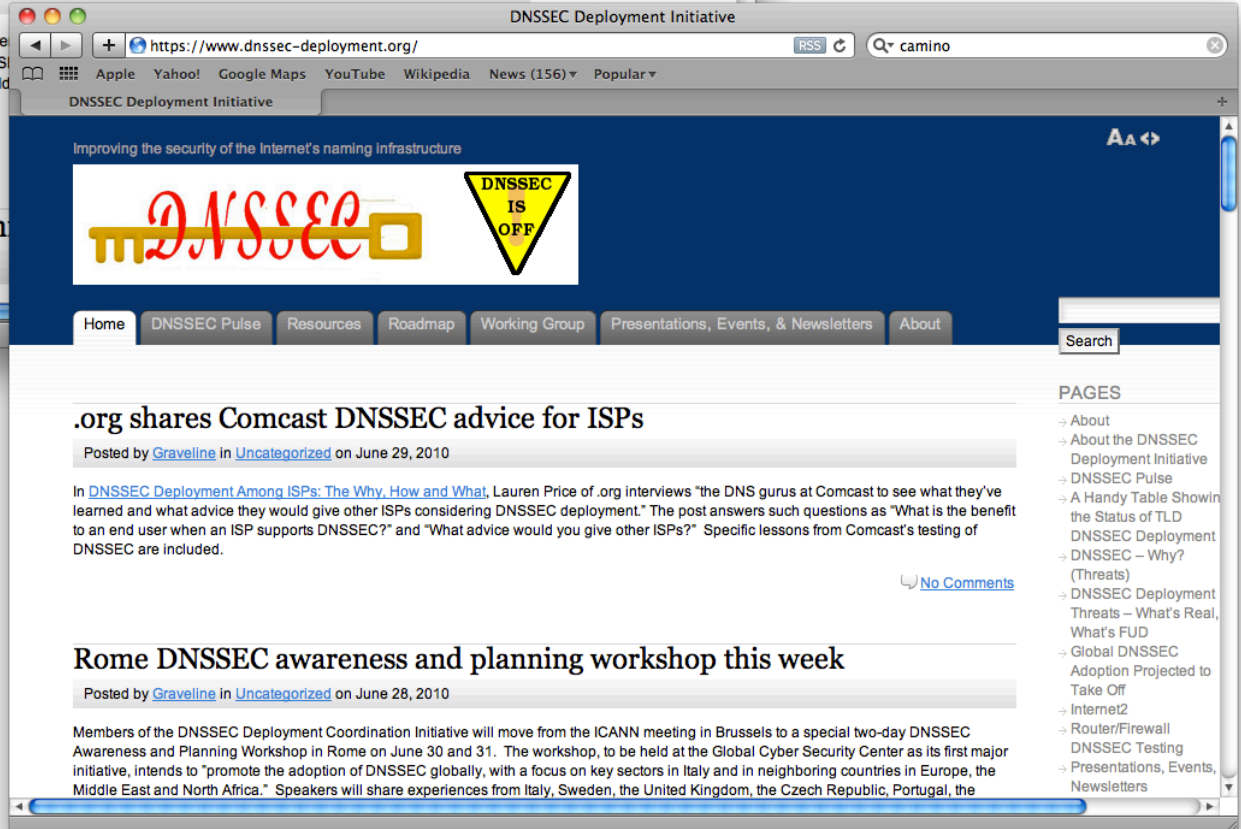 DNSSEC Deployment Initiative
https://www.dnssec-deployment.org/
RSS
camino
Apple Yahoo! Google Maps YouTube Wikipedia News (156) Popular
DNSSEC Deployment Initiative
Improving the security of the Internet's naming infrastructure
AA
DNSSEC
DNSSEC
IS
OFF
Home DNSSEC Pulse Resources Roadmap Working Group Presentations, Events, & Newsletters About
Search
.org shares Comcast DNSSEC advice for ISPs
Posted by Graveline in Uncategorized on June 29, 2010
In DNSSEC Deployment Among ISPs: The Why, How and What, Lauren Price of .org interviews “the DNS gurus at Comcast to see what they've
learned and what advice they would give other ISPs considering DNSSEC deployment.” The post answers such questions as “What is the benefit
to an end user when an ISP supports DNSSEC?” and “What advice would you give other ISPs?” Specific lessons from Comcast's testing of
DNSSEC are included.
No Comments
Rome DNSSEC awareness and planning workshop this week
Posted by Graveline in Uncategorized on June 28, 2010
Members of the DNSSEC Deployment Coordination Initiative will move from the ICANN meeting in Brussels to a special two-day DNSSEC
Awareness and Planning Workshop in Rome on June 30 and 31. The workshop, to be held at the Global Cyber Security Center as its first major
initiative, intends to ”promote the adoption of DNSSEC globally, with a focus on key sectors in Italy and in neighboring countries in Europe, the
Middle East and North Africa.” Speakers will share experiences from Italy, Sweden, the United Kingdom, the Czech Republic, Portugal, the
PAGES
About
About the DNSSEC
Deployment Initiative
DNSSEC Pulse
A Handy Table Showin
the Status of TLD
DNSSEC Deployment
DNSSEC – Why?
(Threats)
DNSSEC Deployment
Threats – What's Real,
What's FUD
Global DNSSEC
Adoption Projected to
Take Off
Internet2
Router/Firewall
DNSSEC Testing
Presentations, Events,
Newsletters